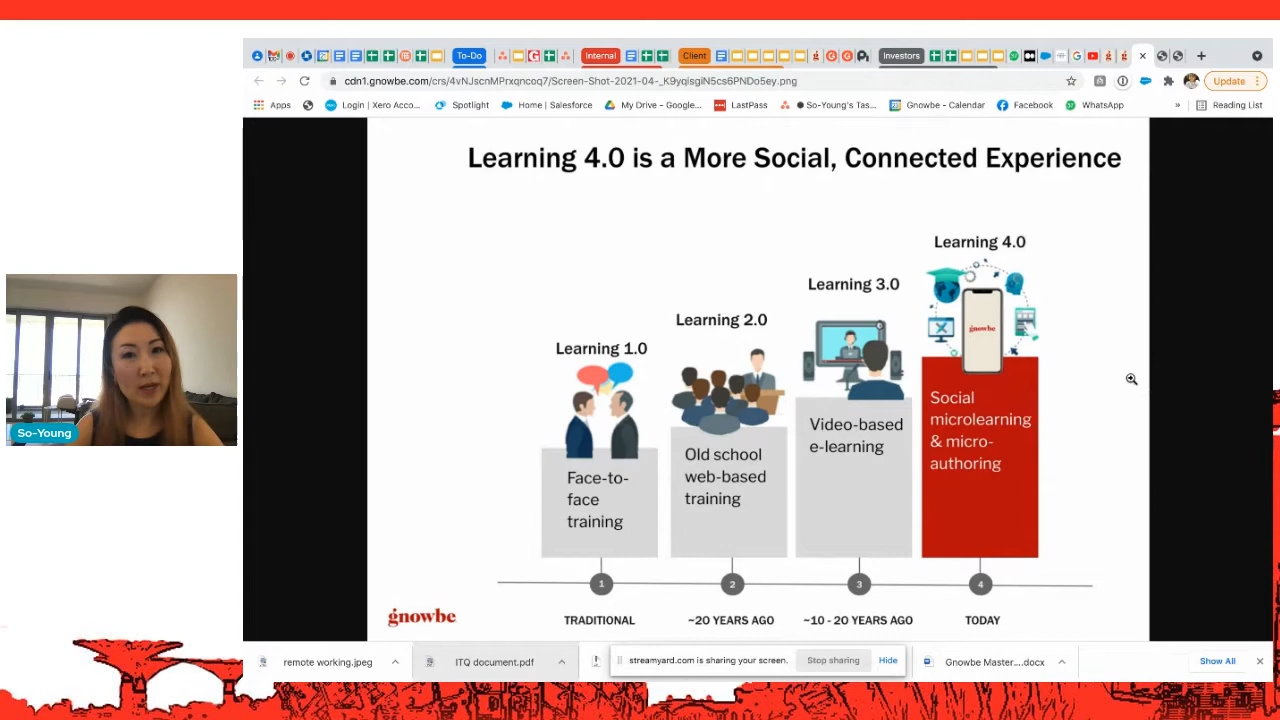 To-Do
Internal
Client
Investors
cdn1.gnowbe.com/crs/4vNJscnMPrxqncoq7/Screen-Shot-2021-04-_K9yqisgiN5cs6PNDo5ey.png
Update
Apps
Login | Xero Acco...
Spotlight
Home | Salesforce
My Drive - Google...
LastPass
So-Young's Tas...
Gnowbe - Calendar
Facebook
WhatsApp
»
Reading List
Learning 4.0 is a More Social, Connected Experience
Learning 4.0
Learning 3.0
Learning 2.0
Learning 1.0
gnowbe
Social
microlearning
& micro-
authoring
Video-based
e-learning
Old school
web-based
training
Face-to-
face
training
So-Young
1
2
3
4
gnowbe
TRADITIONAL
~20 YEARS AGO
~10 - 20 YEARS AGO
TODAY
remote working.jpeg
ITQ document.pdf
streamyard.com is sharing your screen.
Stop sharing
Hide
Gnowbe Master....docx
Show All